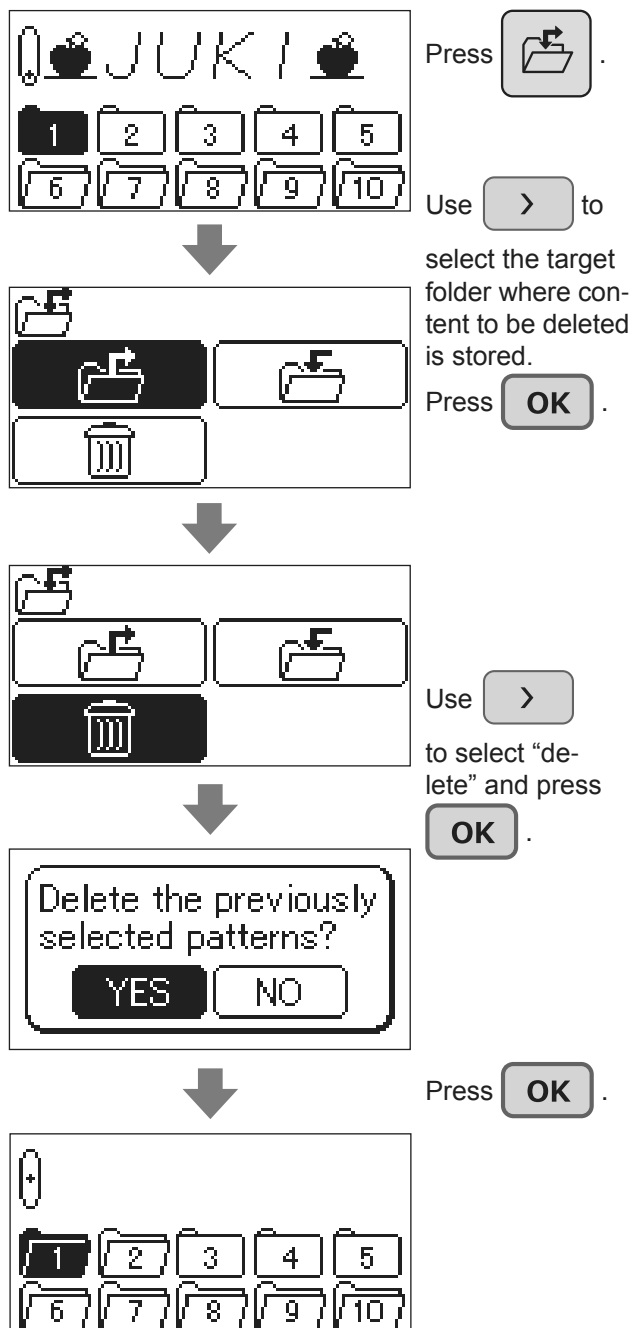 JUKI
1 2 3 4 5
6 7 8 9 10
Press .
Use > to
select the target
folder where con-
tent to be deleted
is stored.
Press OK .
Use >
to select “de-
lete” and press
OK .
Delete the previously
selected patterns?
YES NO
Press OK .
1 2 3 4 5
6 7 8 9 10